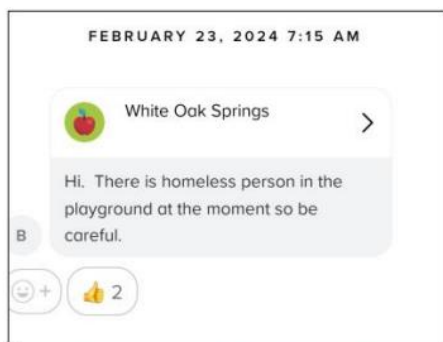 FEBRUARY 23, 2024 7:15 AM
White Oak Springs
Hi.  There is homeless person in the
playground at the moment so be
B
careful.
+
2